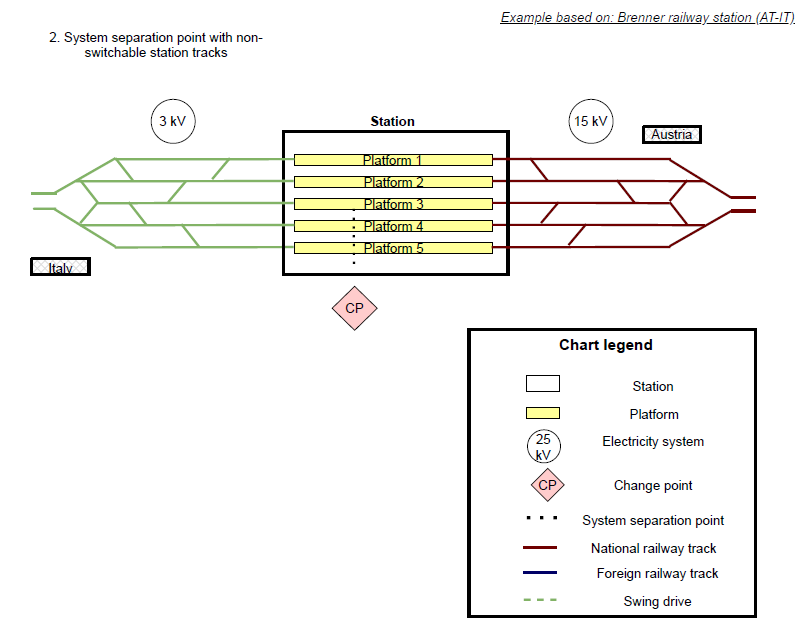 Example based on: Brenner railway station (AT-IT)
2. System separation point with non-
switchable station tracks
3 kV
Station
15 kV
Austria
Platform 1
Platform 2
Platform 3
Platform 4
Platform 5
Italy
CP
Chart legend
Station
Platform
25
kV
Electricity system
CP
Change point
System separation point
National railway track
Foreign railway track
Swing drive